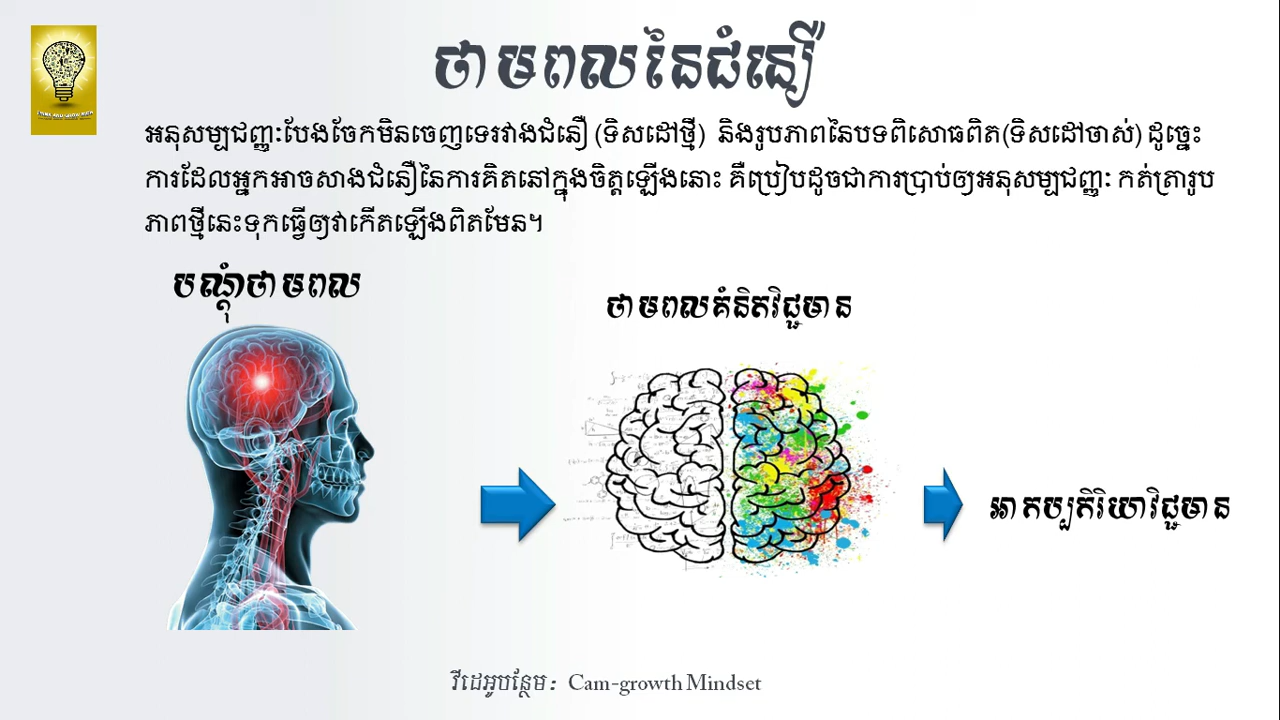 ថាមពលនៃជំនឿ
អនុសម្បជញ្ញៈបែងចែកមិនចេញទេរវាងជំនឿ (ទិសដៅថ្មី) និងរូបភាពនៃបទពិសោធពិត(ទិសដៅចាស់) ដូច្នេះ
ការដែលអ្នកអាចសាងជំនឿនៃការគិតនៅក្នុងចិត្តឡើងនោះ គឺប្រៀបដូចជាការប្រាប់ឲ្យអនុសម្បជញ្ញៈ កត់ត្រារូប
ភាពថ្មីនេះទុកធ្វើឲ្យវាកើតឡើងពិតមែន។
បណ្តុំថាមពល
ថាមពលគំនិតវិជ្ជមាន
អាកប្បកិរិយាវិជ្ជមាន
វីដេអូបន្ថែម៖ Cam-growth Mindset